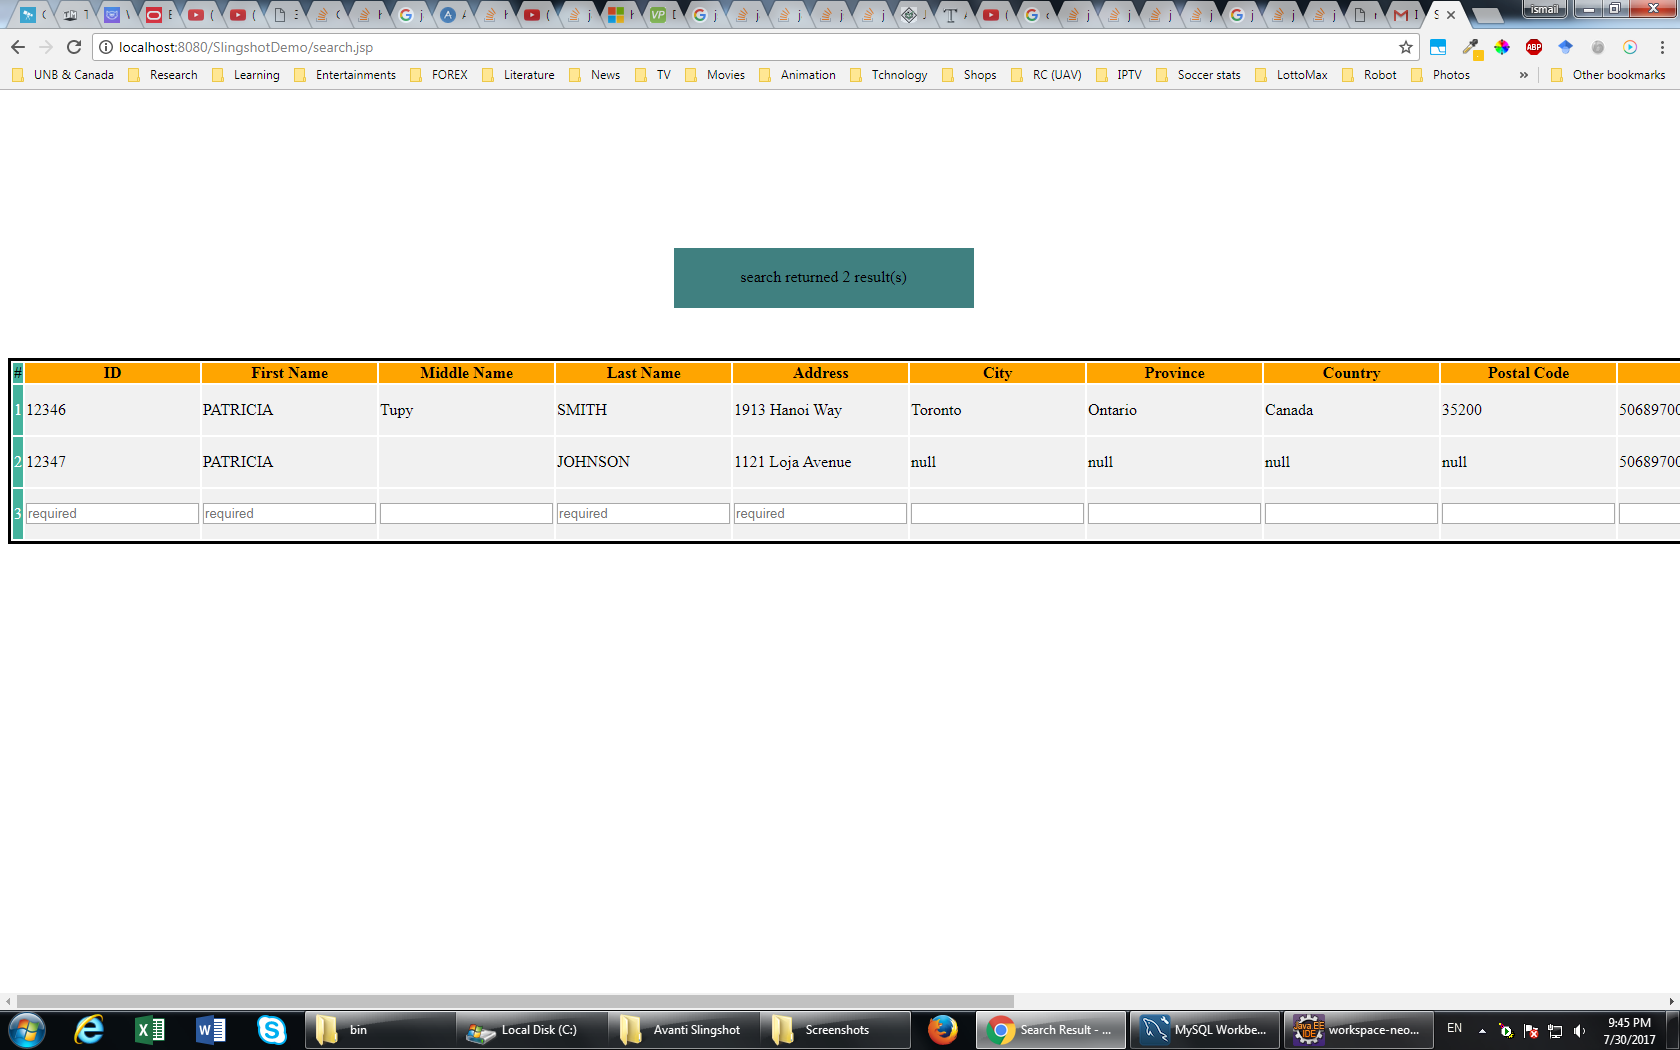 ismail
localhost:8080/SlingshotDemo/search.jsp
UNB & Canada Research Learning Entertainments FOREX Literature News TV Movies Animation Tchnology Shops RC (UAV) IPTV Soccer stats LottoMax Robot Photos » Other bookmarks
search returned 2 result(s)
# ID First Name Middle Name Last Name Address City Province Country Postal Code
1 12346 PATRICIA Tupy SMITH 1913 Hanoi Way Toronto Ontario Canada 35200 50689700
2 12347 PATRICIA JOHNSON 1121 Loja Avenue null null null null 50689700
3 required required required required
bin Local Disk (C:) Avanti Slingshot Screenshots Search Result - ... MySQL Workbe... workspace-neo... EN 9:45 PM
7/30/2017